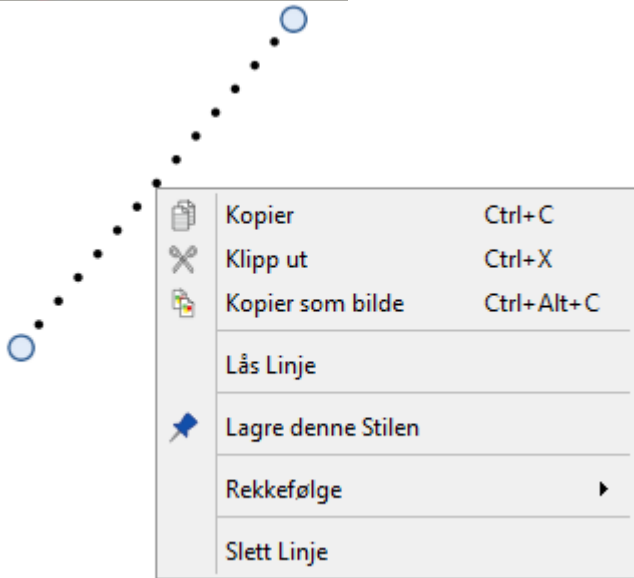 Kopier Ctrl+C
Klipp ut Ctrl+X
Kopier som bilde Ctrl+Alt+C
Lås Linje
Lagre denne Stilen
Rekkefølge
Slett Linje